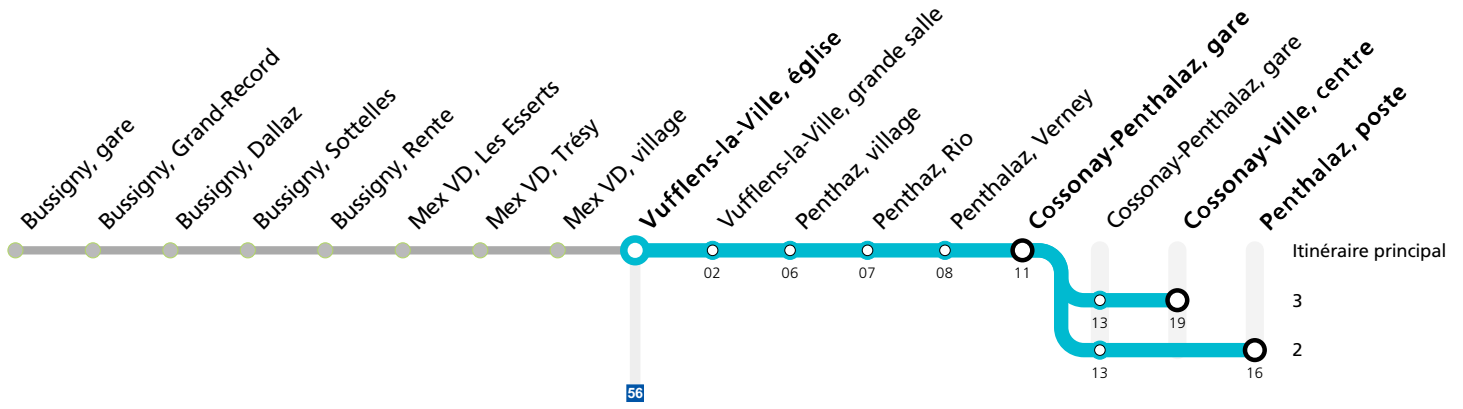 Bussigny, gare
Bussigny, Grand-Record
Bussigny, Dallaz
Bussigny, Sottelles
Bussigny, Rente
Mex VD, Les Esserts
Mex VD, Trésy
Mex VD, village
Vufflens-la-Ville, église
Vufflens-la-Ville, grande salle
Penthaz, village
Penthaz, Rio
Penthalaz, Verney
Cossonay-Penthalaz, gare
Cossonay-Penthalaz, gare
Cossonay-Ville, centre
Penthalaz, poste
Itinéraire principal
02 06 07 08 11
3
13 19
2
13 16
56